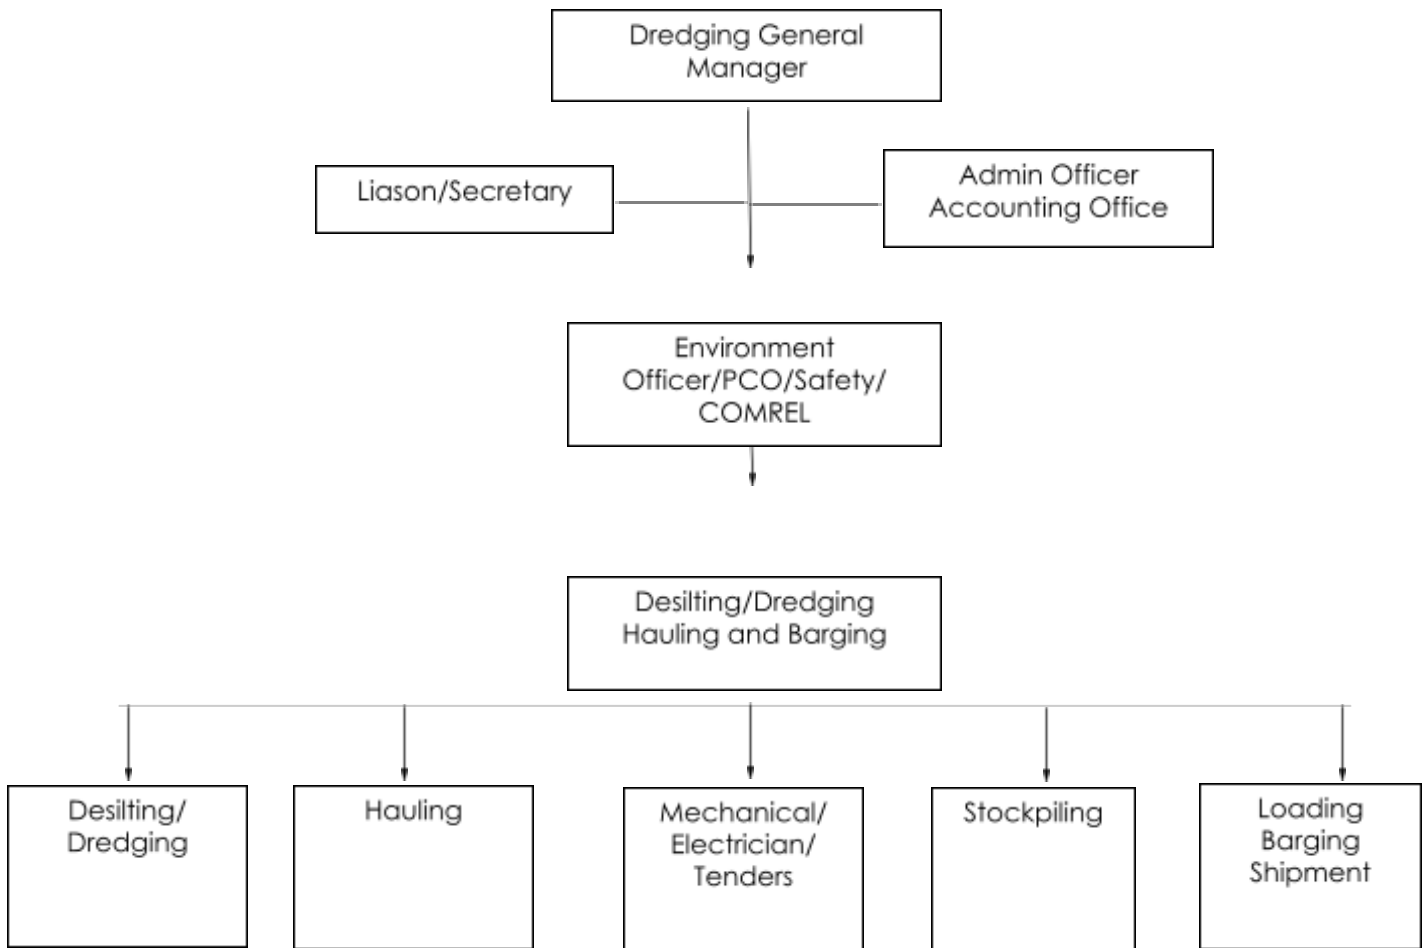 Dredging General
Manager
Liason/Secretary
Admin Officer
Accounting Office
Environment
Officer/PCO/Safety/
COMREL
Desilting/Dredging
Hauling and Barging
Desilting/
Dredging
Hauling
Mechanical/
Electrician/
Tenders
Stockpiling
Loading
Barging
Shipment